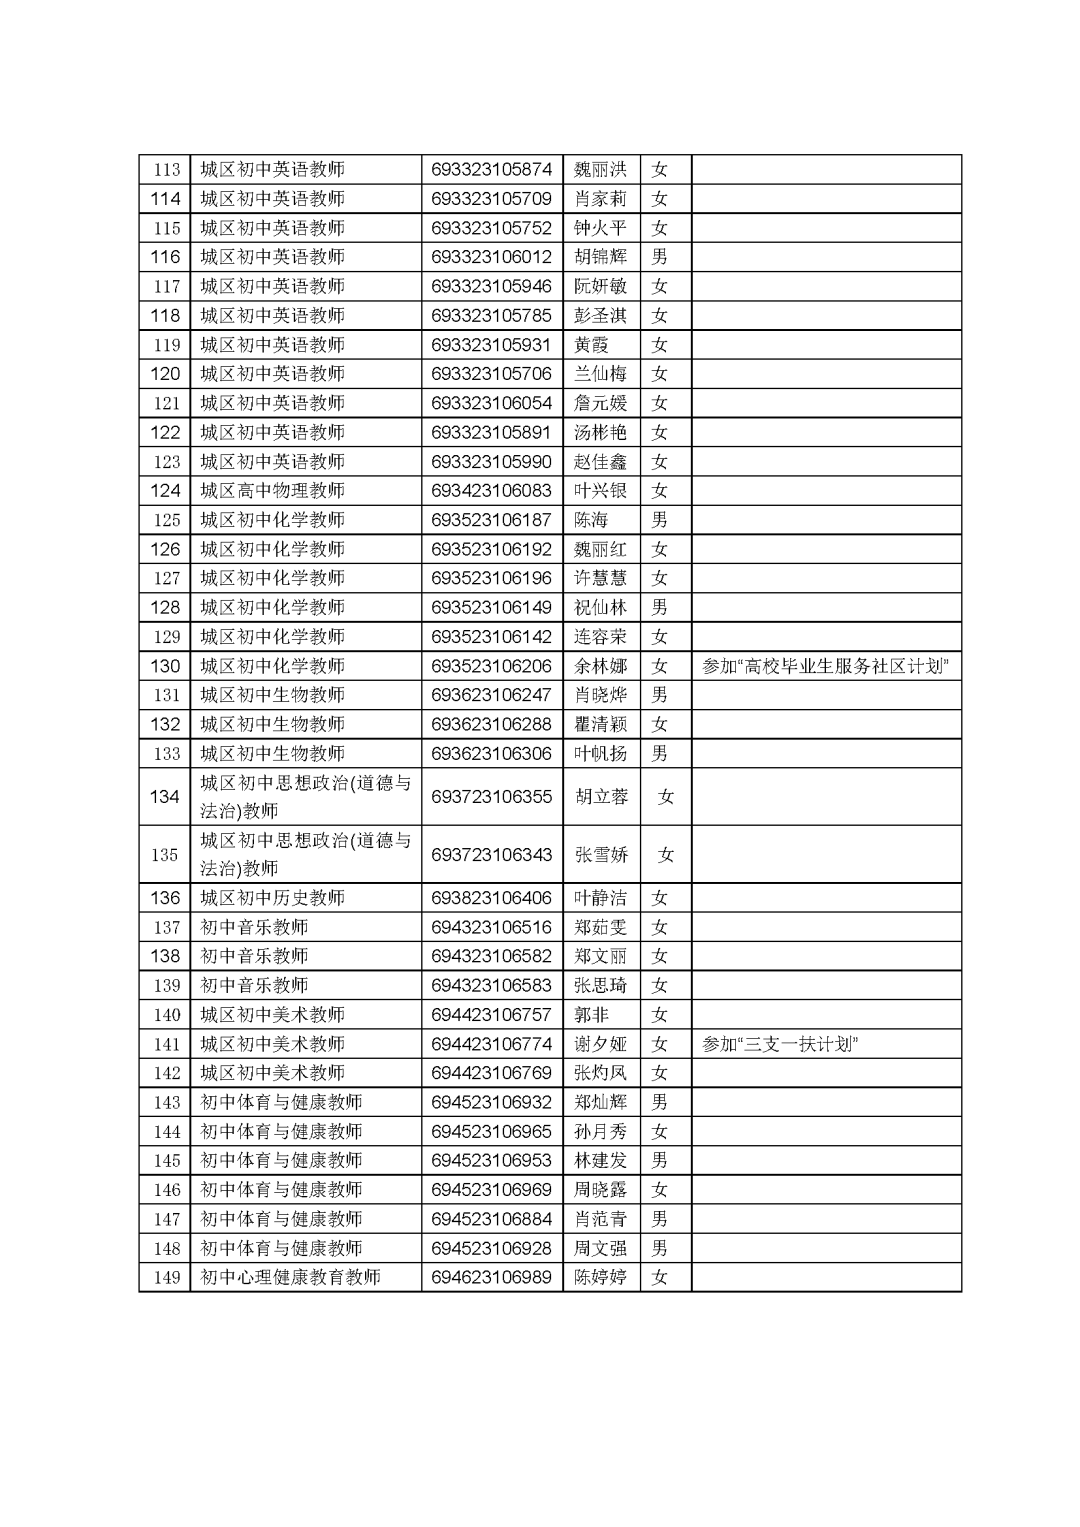 113 城区初中英语教师 693323105874 魏丽洪 女
114 城区初中英语教师 693323105709 肖家莉 女
115 城区初中英语教师 693323105752 钟火平 女
116 城区初中英语教师 693323106012 胡锦辉 男
117 城区初中英语教师 693323105946 阮妍敏 女
118 城区初中英语教师 693323105785 彭圣淇 女
119 城区初中英语教师 693323105931 黄霞 女
120 城区初中英语教师 693323105706 兰仙梅 女
121 城区初中英语教师 693323106054 詹元媛 女
122 城区初中英语教师 693323105891 汤彬艳 女
123 城区初中英语教师 693323105990 赵佳鑫 女
124 城区高中物理教师 693423106083 叶兴银 女
125 城区初中化学教师 693523106187 陈海 男
126 城区初中化学教师 693523106192 魏丽红 女
127 城区初中化学教师 693523106196 许慧慧 女
128 城区初中化学教师 693523106149 祝仙林 男
129 城区初中化学教师 693523106142 连容荣 女
130 城区初中化学教师 693523106206 余林娜 女 参加“高校毕业生服务社区计划”
131 城区初中生物教师 693623106247 肖晓烨 男
132 城区初中生物教师 693623106288 瞿清颖 女
133 城区初中生物教师 693623106306 叶帆扬 男
134 城区初中思想政治(道德与
法治)教师 693723106355 胡立蓉 女
135 城区初中思想政治(道德与
法治)教师 693723106343 张雪娇 女
136 城区初中历史教师 693823106406 叶静洁 女
137 初中音乐教师 694323106516 郑茹雯 女
138 初中音乐教师 694323106582 郑文丽 女
139 初中音乐教师 694323106583 张思琦 女
140 城区初中美术教师 694423106757 郭非 女
141 城区初中美术教师 694423106774 谢夕娅 女 参加“三支一扶计划”
142 城区初中美术教师 694423106769 张灼凤 女
143 初中体育与健康教师 694523106932 郑灿辉 男
144 初中体育与健康教师 694523106965 孙月秀 女
145 初中体育与健康教师 694523106953 林建发 男
146 初中体育与健康教师 694523106969 周晓露 女
147 初中体育与健康教师 694523106884 肖范青 男
148 初中体育与健康教师 694523106928 周文强 男
149 初中心理健康教育教师 694623106989 陈婷婷 女